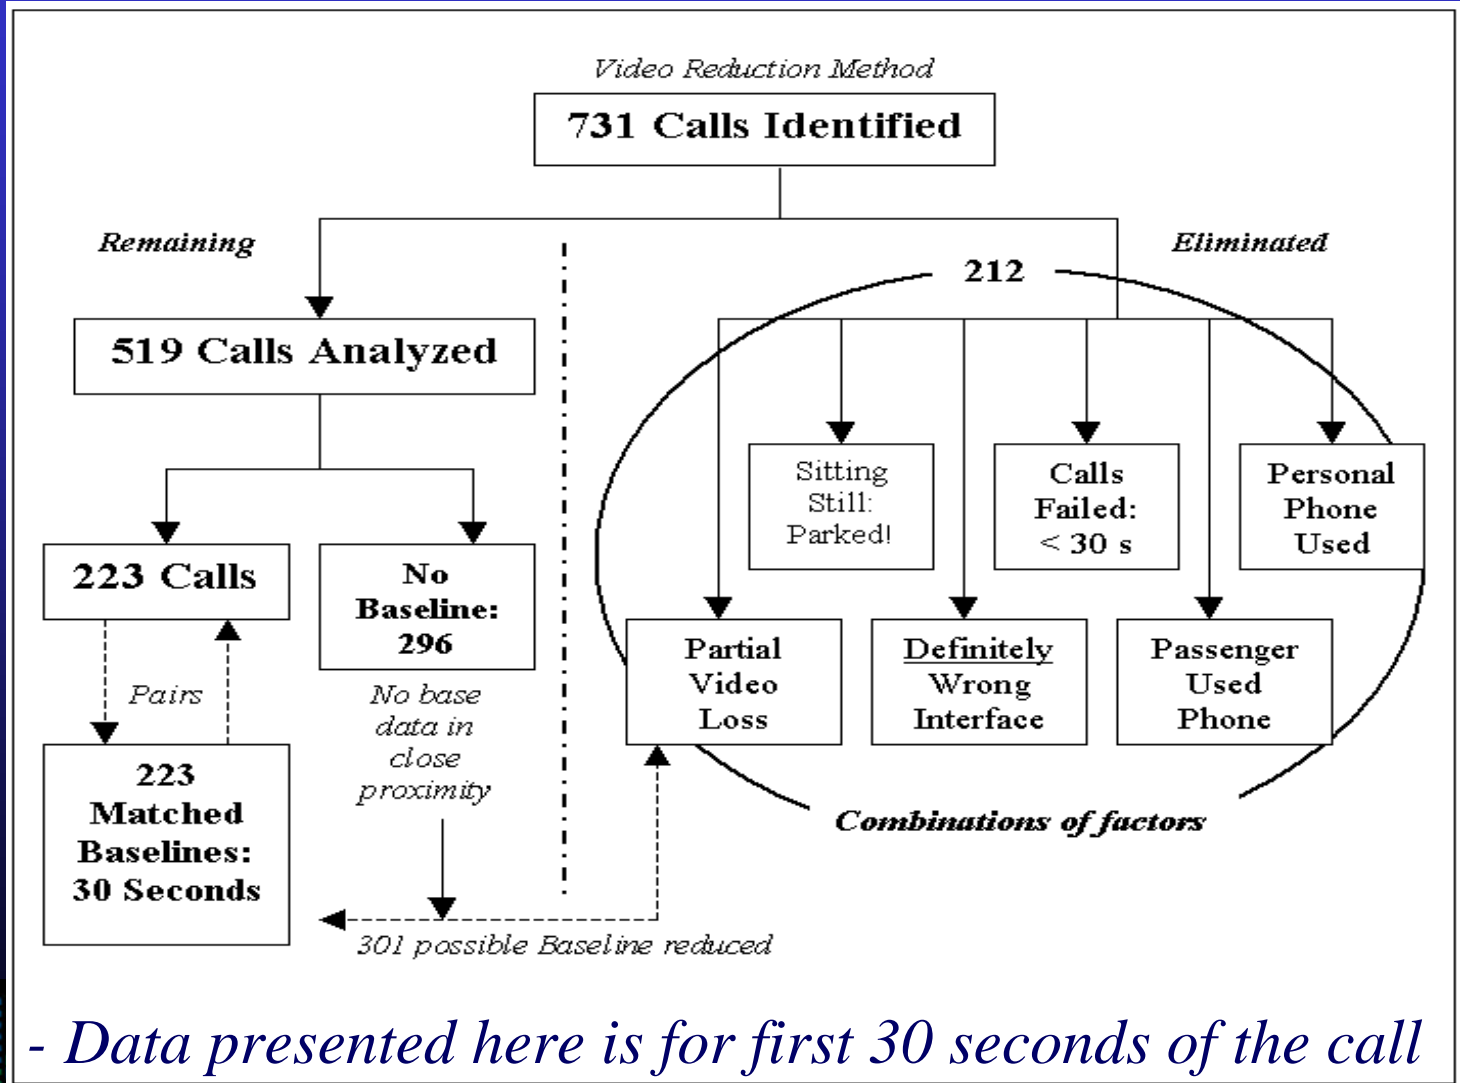 Video Reduction Method
731 Calls Identified
Remaining
Eliminated
212
519 Calls Analyzed
Sitting
Still:
Parked!
Calls
Failed:
< 30 s
Personal
Phone
Used
223 Calls
No
Baseline:
296
Partial
Video
Loss
Definitely
Wrong
Interface
Passenger
Used
Phone
Pairs
No base
data in
close
proximity
223
Matched
Baselines:
30 Seconds
Combinations of factors
301 possible Baseline reduced
- Data presented here is for first 30 seconds of the call